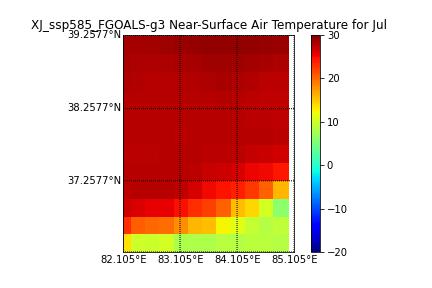 XJ_ssp585_FGOALS-g3 Near-Surface Air Temperature for Jul
39.2577°N
38.2577°N
37.2577°N
82.105°E 83.105°E 84.105°E 85.105°E
30
20
10
0
−10
−20